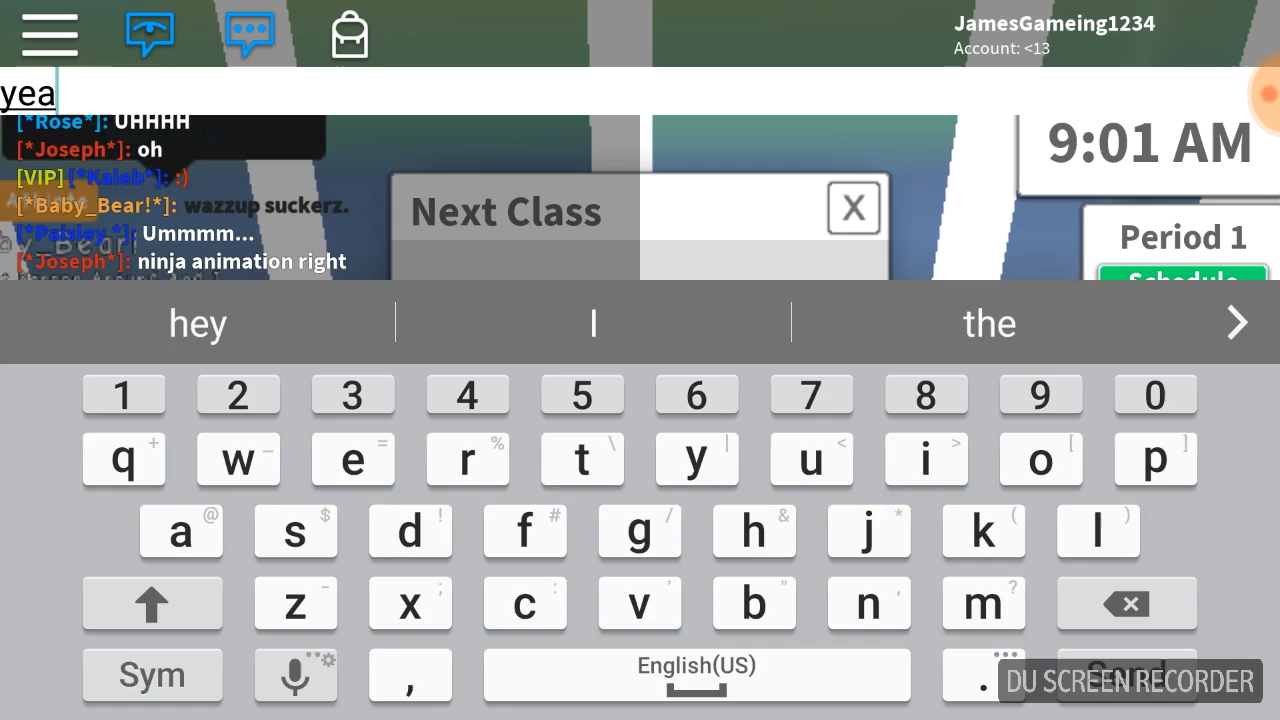 JamesGameing1234
Account: <13
yea
[*Rose*]: UHHHH
[*Joseph*]: oh
[VIP] [*Kaleb*]: :)
[*Baby_Bear!*]: wazzup suckerz.
[*Paisley*]: Ummmm...
[*Joseph*]: ninja animation right
Next Class
X
9:01 AM
Period 1
Schedule
hey I the
1 2 3 4 5 6 7 8 9 0
q + w _ e = r % t \ y | u < i > o [ p ]
a @ s $ d ! f # g / h & j * k ( l )
z - x ; c : v ' b " n , m ?
Sym , English(US) . Send
DU SCREEN RECORDER